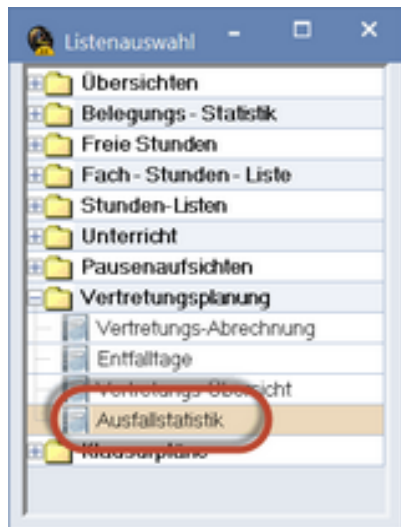 Listenauswahl
Übersichten
Belegungs - Statistik
Freie Stunden
Fach - Stunden - Liste
Stunden-Listen
Unterricht
Pausenaufsichten
Vertretungsplanung
Vertretungs-Abrechnung
Entfalltage
Vertretungs-Übersicht
Ausfallstatistik
Klausurpläne